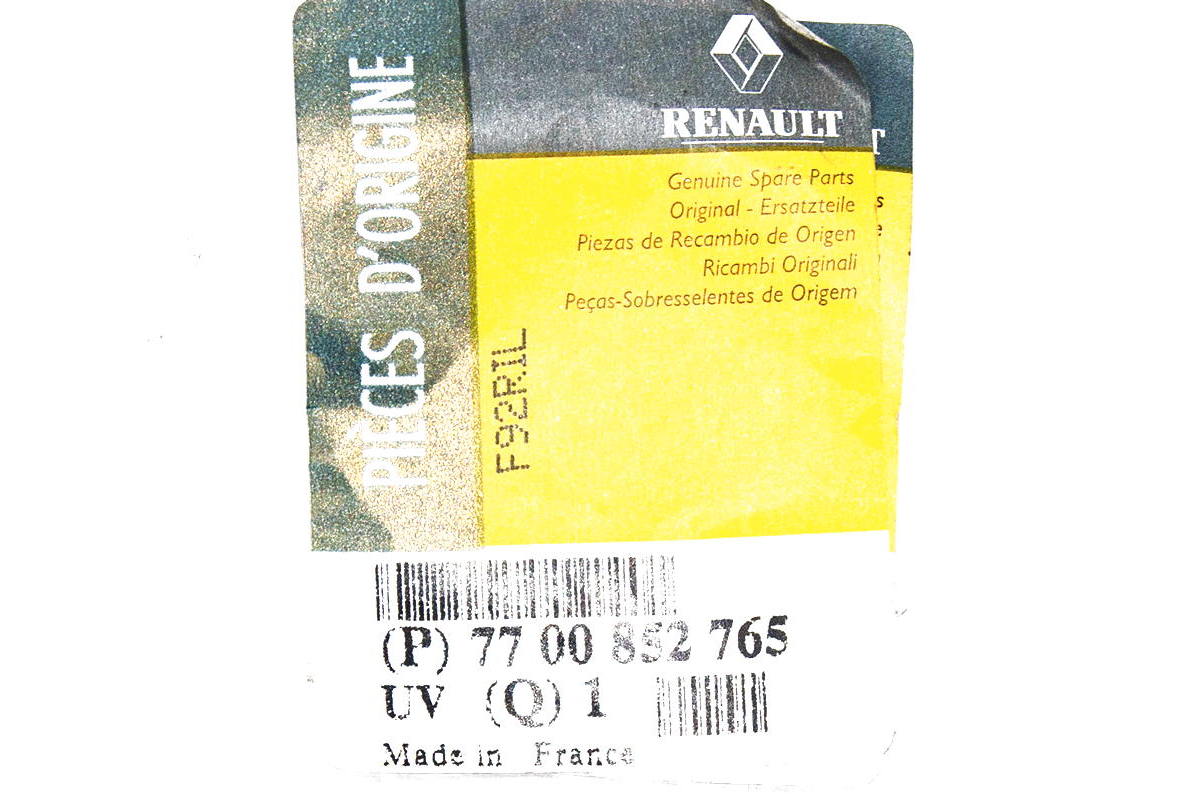 PIÈCES D'ORIGINE
RENAULT
T
Genuine Spare Parts
s
Original - Ersatzteile
e
Piezas de Recambio de Origen
Ricambi Originali
Peças-Sobresselentes de Origem
(P) 77 00 852 765
UV (Q) 1
Made in France